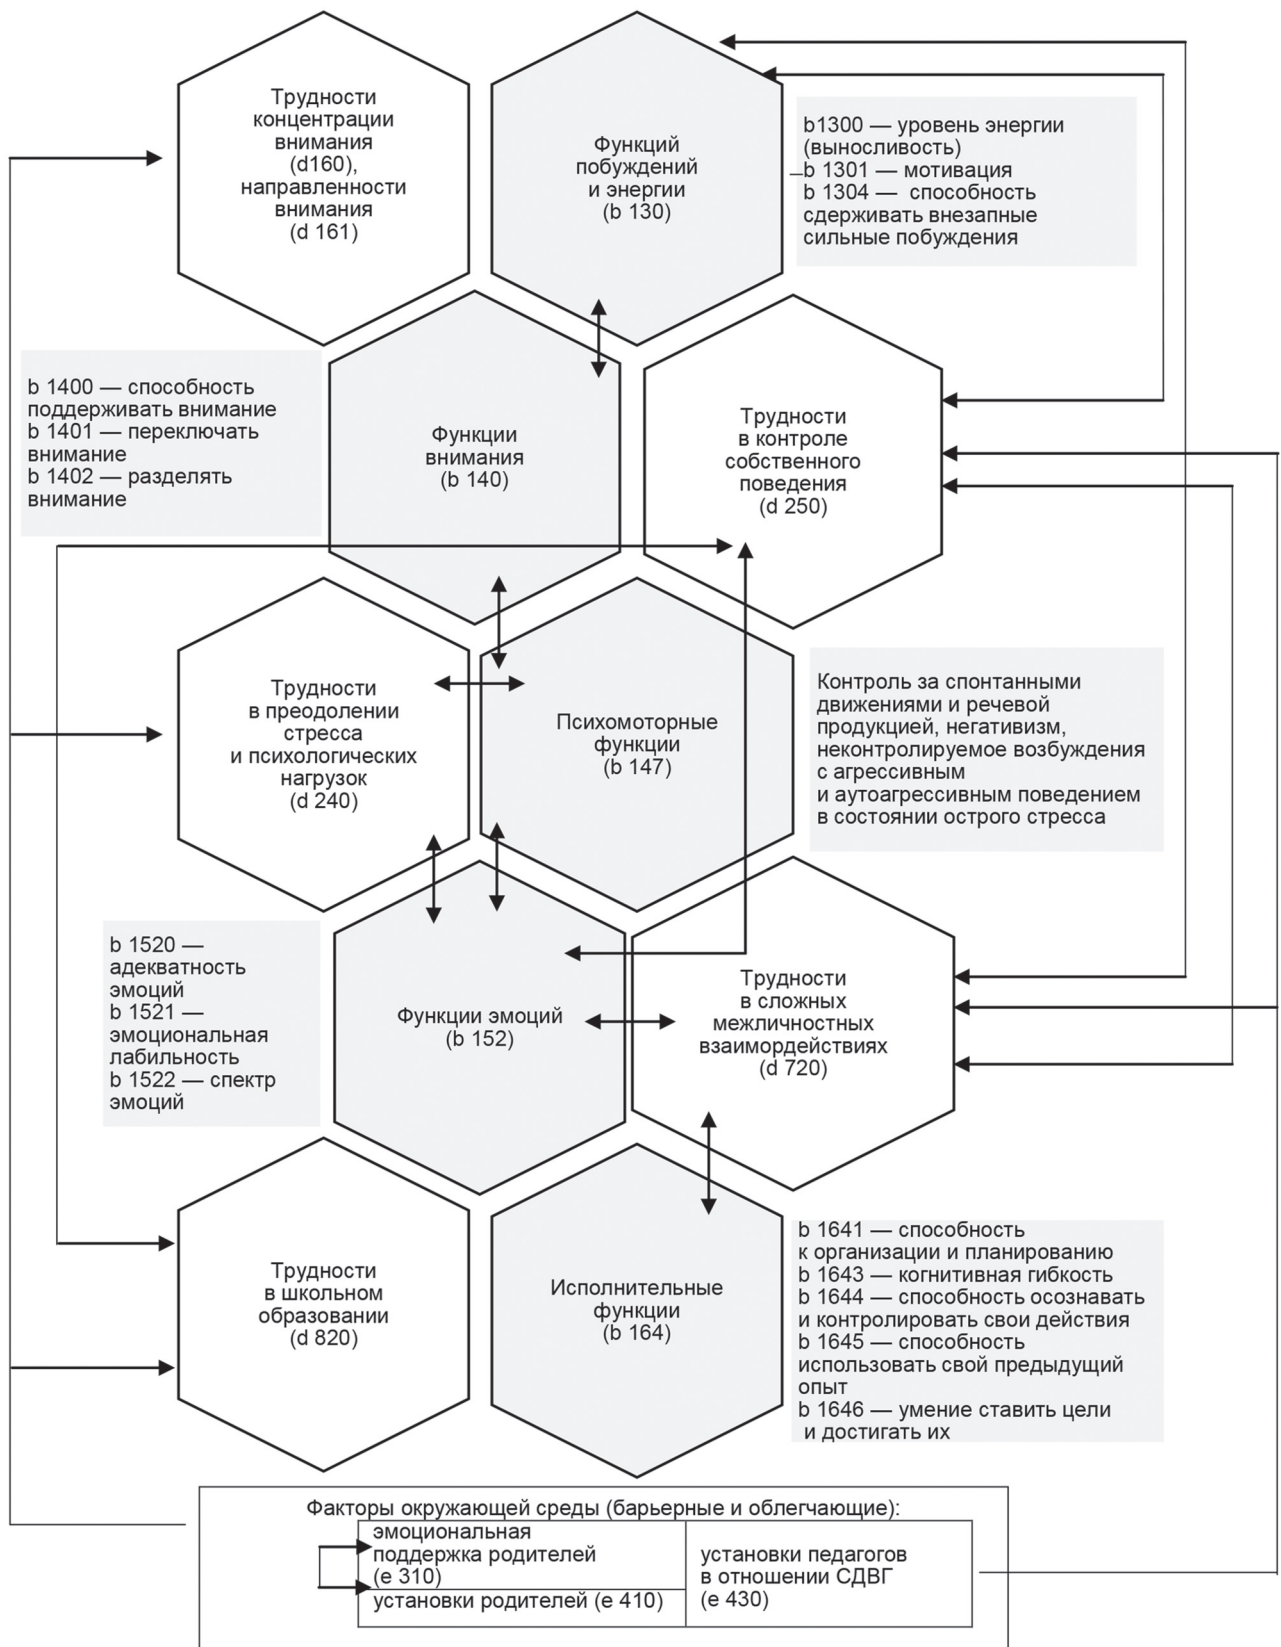 Трудности
концентрации
внимания
(d160),
направленности
внимания
(d 161)
Функций
побуждений
и энергии
(b 130)
b1300 — уровень энергии
(выносливость)
b 1301 — мотивация
b 1304 — способность
сдерживать внезапные
сильные побуждения
b 1400 — способность
поддерживать внимание
b 1401 — переключать
внимание
b 1402 — разделять
внимание
Функции
внимания
(b 140)
Трудности
в контроле
собственного
поведения
(d 250)
Трудности
в преодолении
стресса
и психологических
нагрузок
(d 240)
Психомоторные
функции
(b 147)
Контроль за спонтанными
движениями и речевой
продукцией, негативизм,
неконтролируемое возбуждения
с агрессивным
и аутоагрессивным поведением
в состоянии острого стресса
b 1520 —
адекватность
эмоций
b 1521 —
эмоциональная
лабильность
b 1522 — спектр
эмоций
Функции эмоций
(b 152)
Трудности
в сложных
межличностных
взаимордействиях
(d 720)
Трудности
в школьном
образовании
(d 820)
Исполнительные
функции
(b 164)
b 1641 — способность
к организации и планированию
b 1643 — когнитивная гибкость
b 1644 — способность осознавать
и контролировать свои действия
b 1645 — способность
использовать свой предыдущий
опыт
b 1646 — умение ставить цели
и достигать их
Факторы окружающей среды (барьерные и облегчающие):
эмоциональная
поддержка родителей
(e 310)
установки родителей (e 410)
установки педагогов
в отношении СДВГ
(e 430)